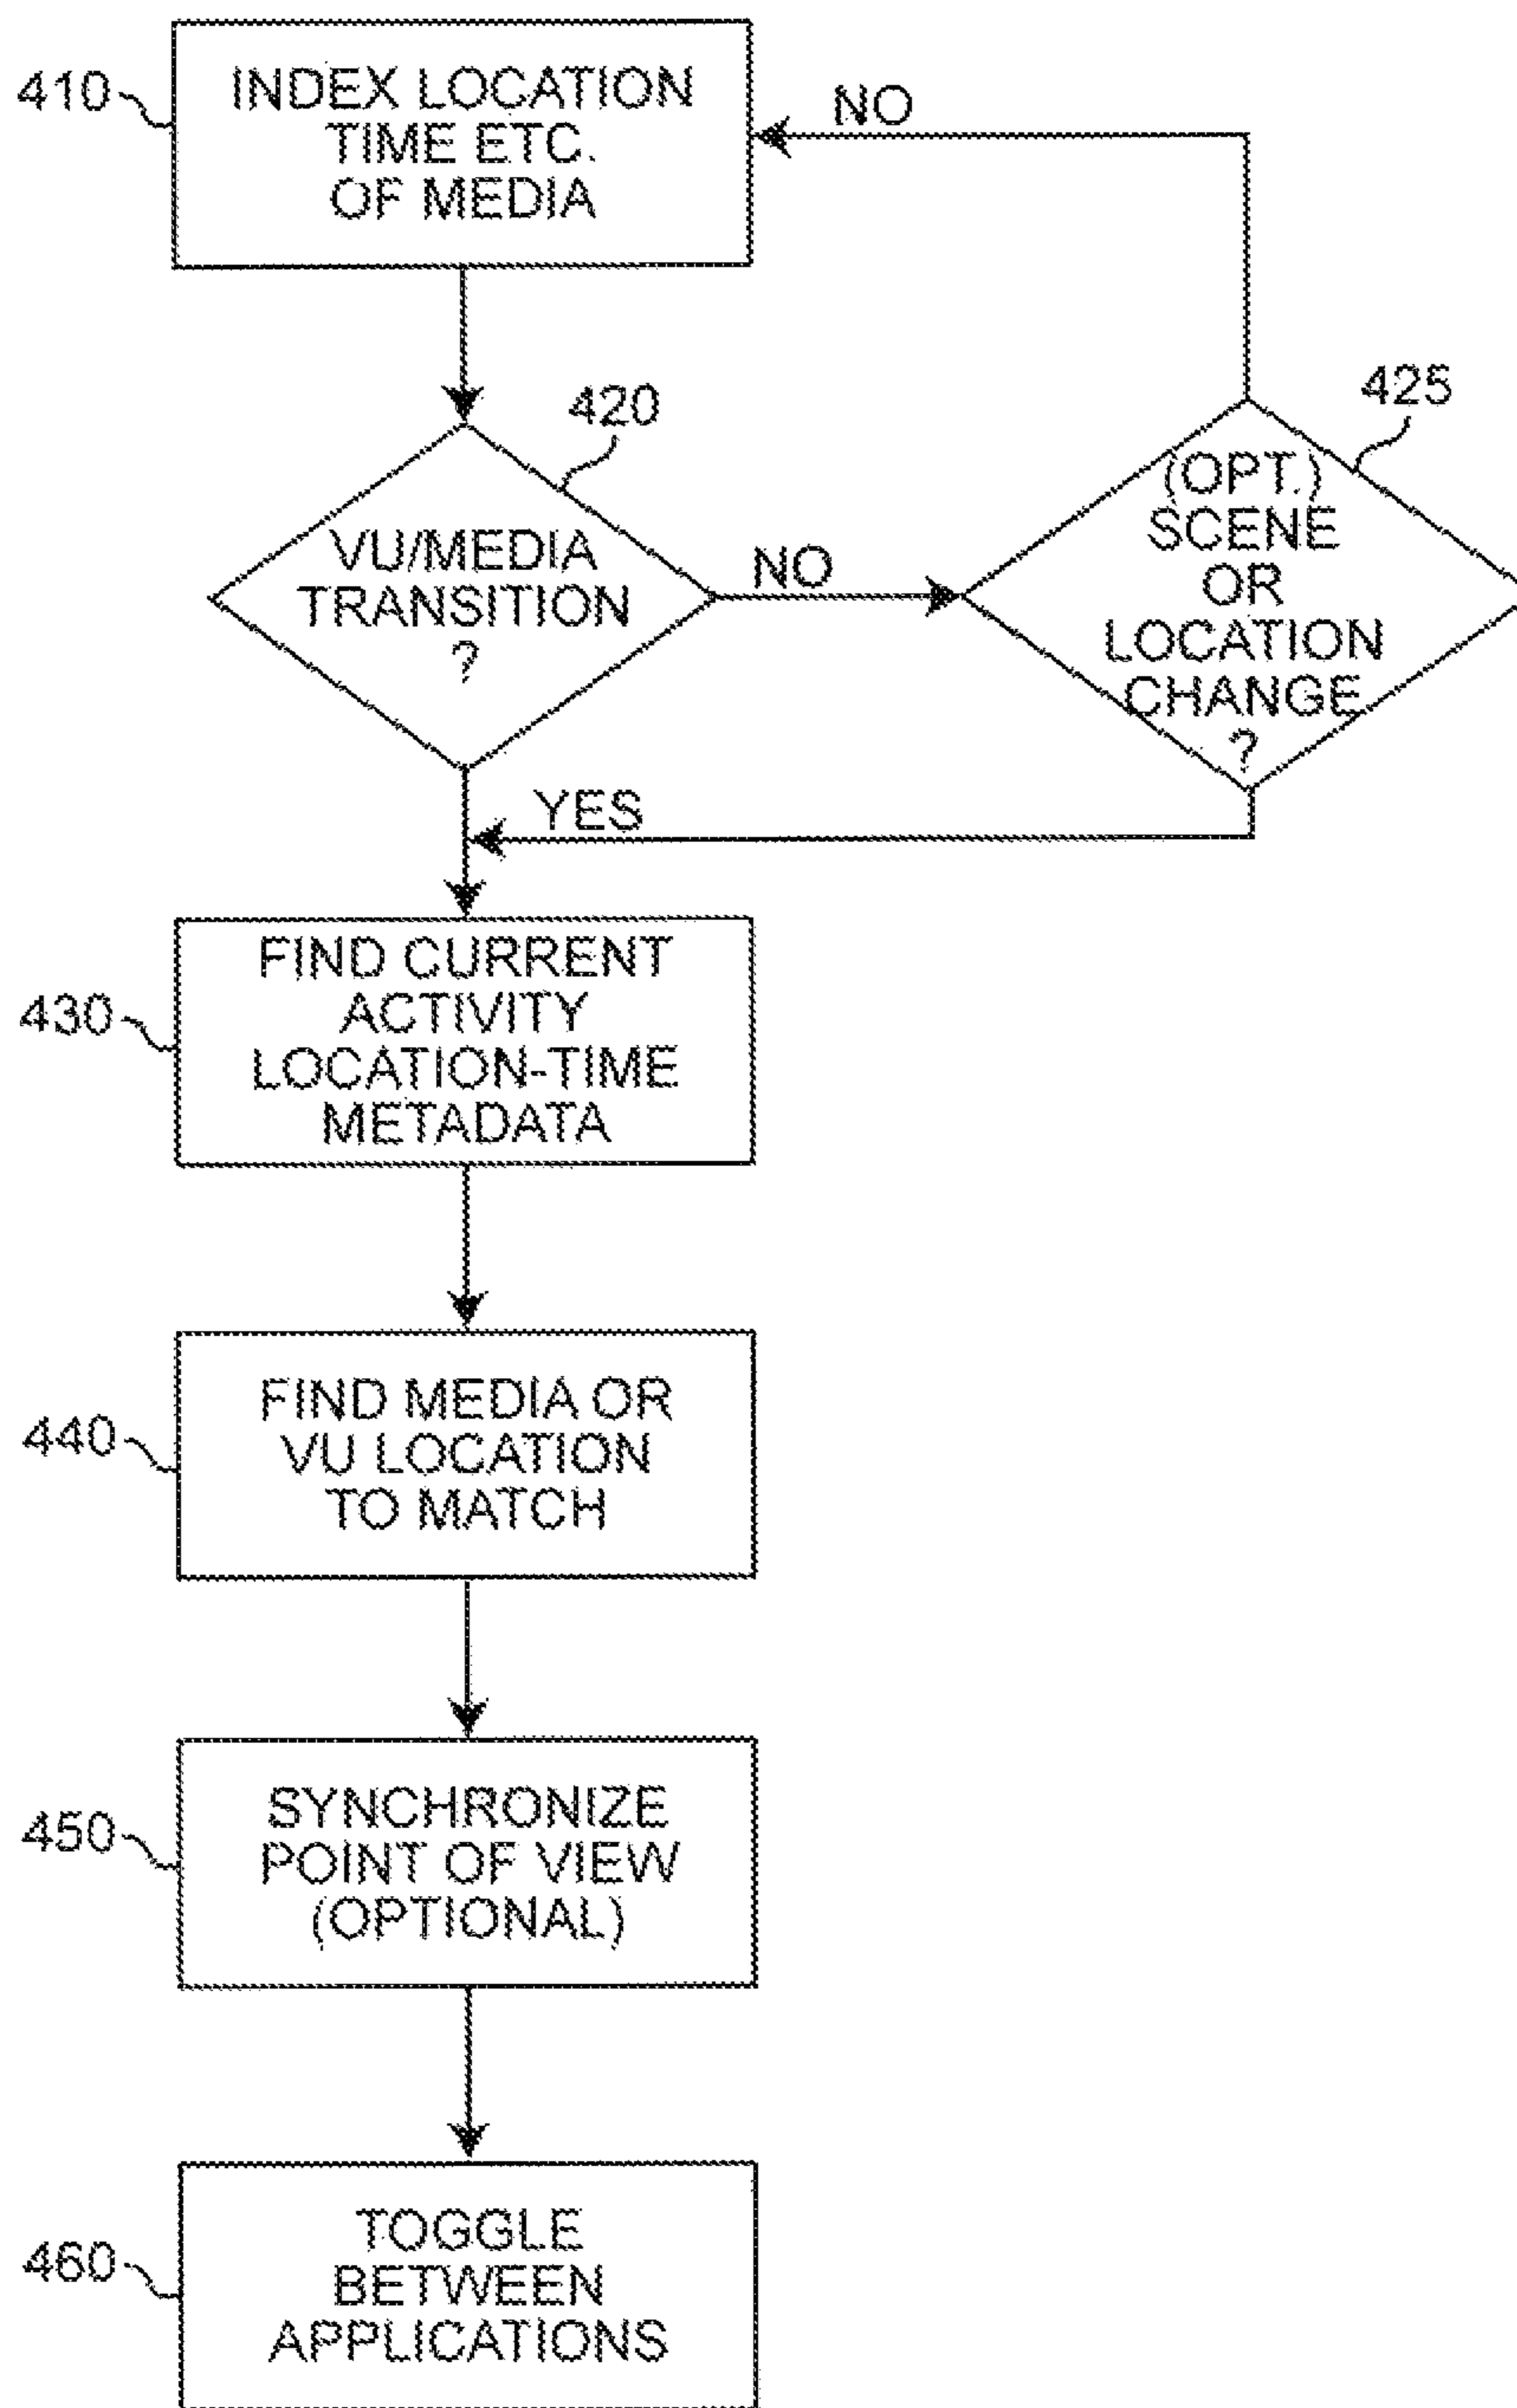 410
INDEX LOCATION
TIME ETC.
OF MEDIA
NO
420
VU/MEDIA
TRANSITION
?
NO
425
(OPT.)
SCENE
OR
LOCATION
CHANGE
?
YES
430
FIND CURRENT
ACTIVITY
LOCATION-TIME
METADATA
440
FIND MEDIA OR
VU LOCATION
TO MATCH
450
SYNCHRONIZE
POINT OF VIEW
(OPTIONAL)
460
TOGGLE
BETWEEN
APPLICATIONS